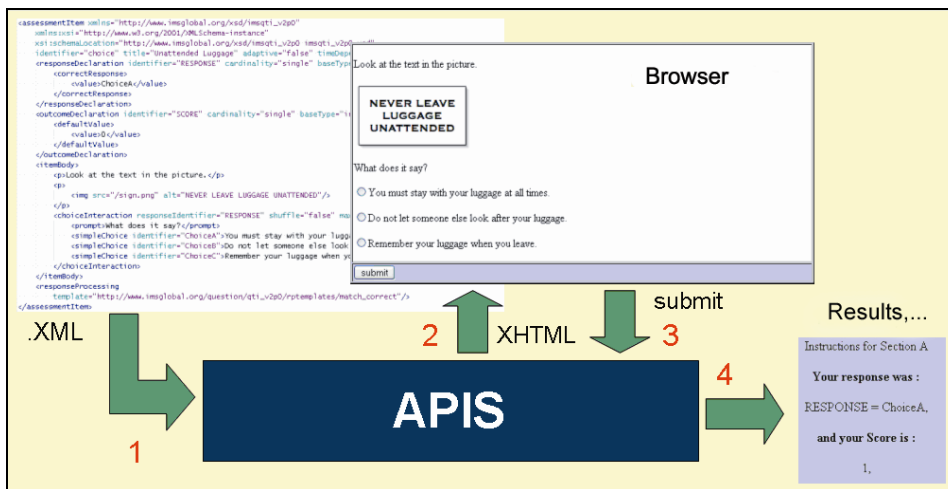 <assessmentItem xmlns="http://www.imsglobal.org/xsd/imsqti_v2p0"
xmlns:xsi="http://www.w3.org/2001/XMLSchema-instance"
xsi:schemaLocation="http://www.imsglobal.org/xsd/imsqti_v2p0 imsqti_v2p0
identifier="choice" title="Unattended Luggage" adaptive="false"
<responseDeclaration identifier="RESPONSE" cardinality="single"
<correctResponse>
<value>ChoiceA</value>
</correctResponse>
</responseDeclaration>
<outcomeDeclaration identifier="SCORE" cardinality="single"
<defaultValue>
<value>0</value>
</defaultValue>
</outcomeDeclaration>
<itemBody>
<p>Look at the text in the picture.</p>
<p>
<img src="/sign.png" alt="NEVER LEAVE LUGGAGE UNATTENDED"/>
</p>
<choiceInteraction responseIdentifier="RESPONSE" shuffle="false"
<prompt>What does it say?</prompt>
<simpleChoice identifier="ChoiceA">You must stay with your
<simpleChoice identifier="ChoiceB">Do not let someone else look
<simpleChoice identifier="ChoiceC">Remember your luggage when
</choiceInteraction>
</itemBody>
<responseProcessing
template="http://www.imsglobal.org/question/qti_v2p0/rptemplates/match_correct"/>
</assessmentItem>
Browser
Look at the text in the picture.
NEVER LEAVE
LUGGAGE
UNATTENDED
What does it say?
You must stay with your luggage at all times.
Do not let someone else look after your luggage.
Remember your luggage when you leave.
submit
.XML
1
2
XHTML
submit
3
APIS
4
Results,...
Instructions for Section A
Your response was :
RESPONSE = ChoiceA,
and your Score is :
1,